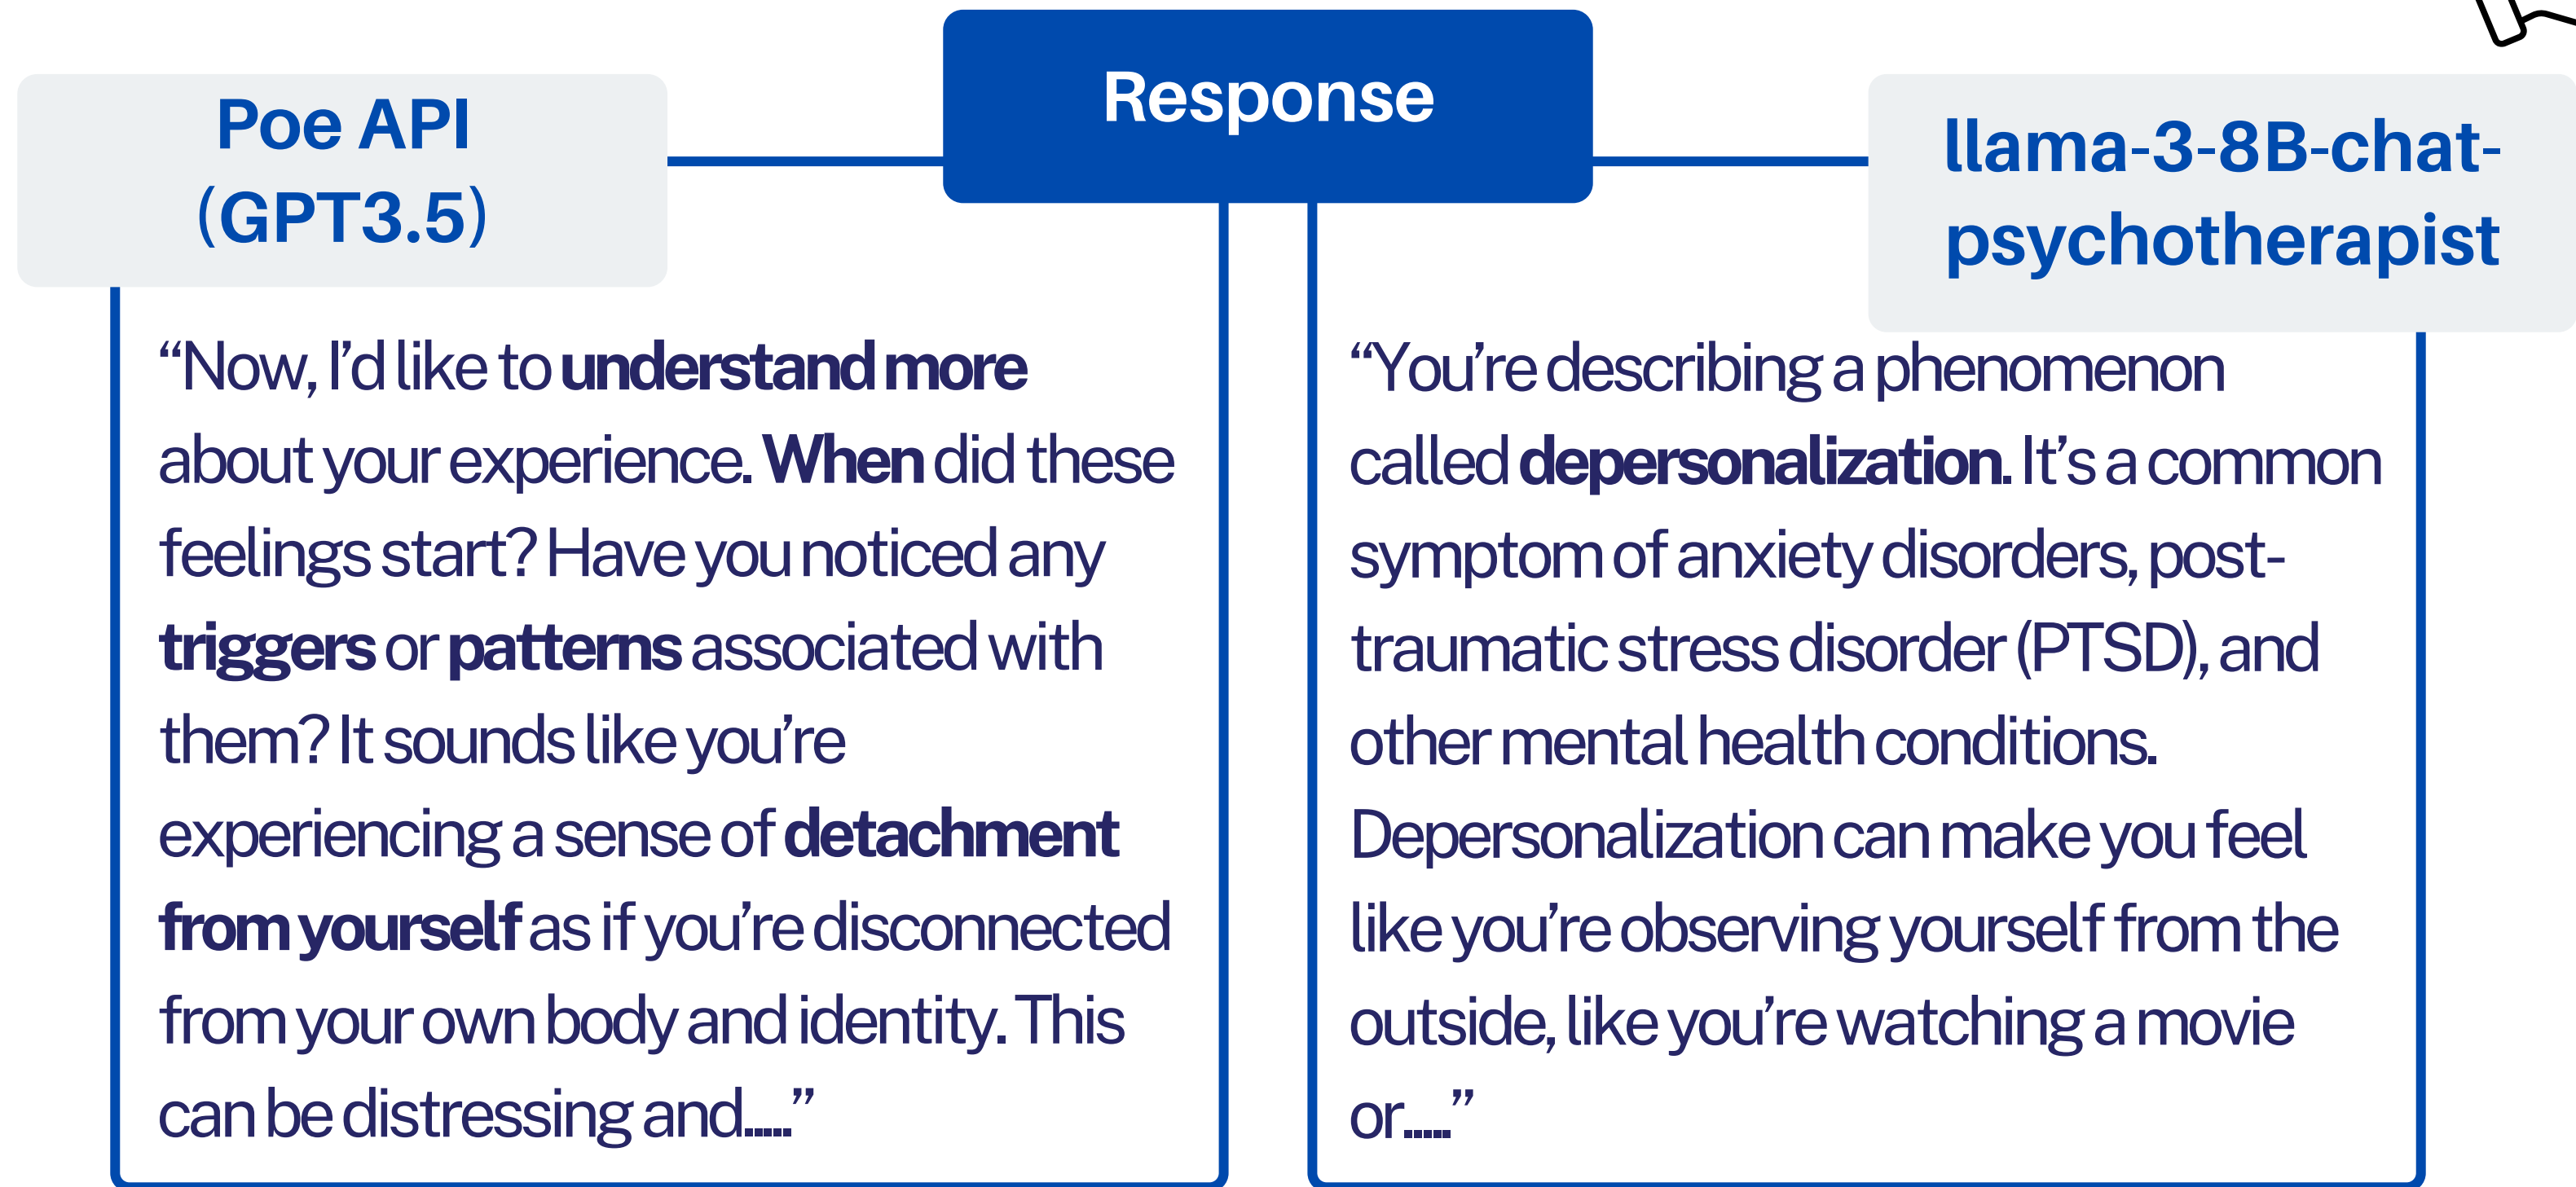 Response
Poe API
(GPT3.5)
“Now, I’d like to understand more
about your experience. When did these
feelings start? Have you noticed any
triggers or patterns associated with
them? It sounds like you’re
experiencing a sense of detachment
from yourself as if you’re disconnected
from your own body and identity. This
can be distressing and.....”
llama-3-8B-chat-
psychotherapist
“You’re describing a phenomenon
called depersonalization. It’s a common
symptom of anxiety disorders, post-
traumatic stress disorder (PTSD), and
other mental health conditions.
Depersonalization can make you feel
like you’re observing yourself from the
outside, like you’re watching a movie
or.....”